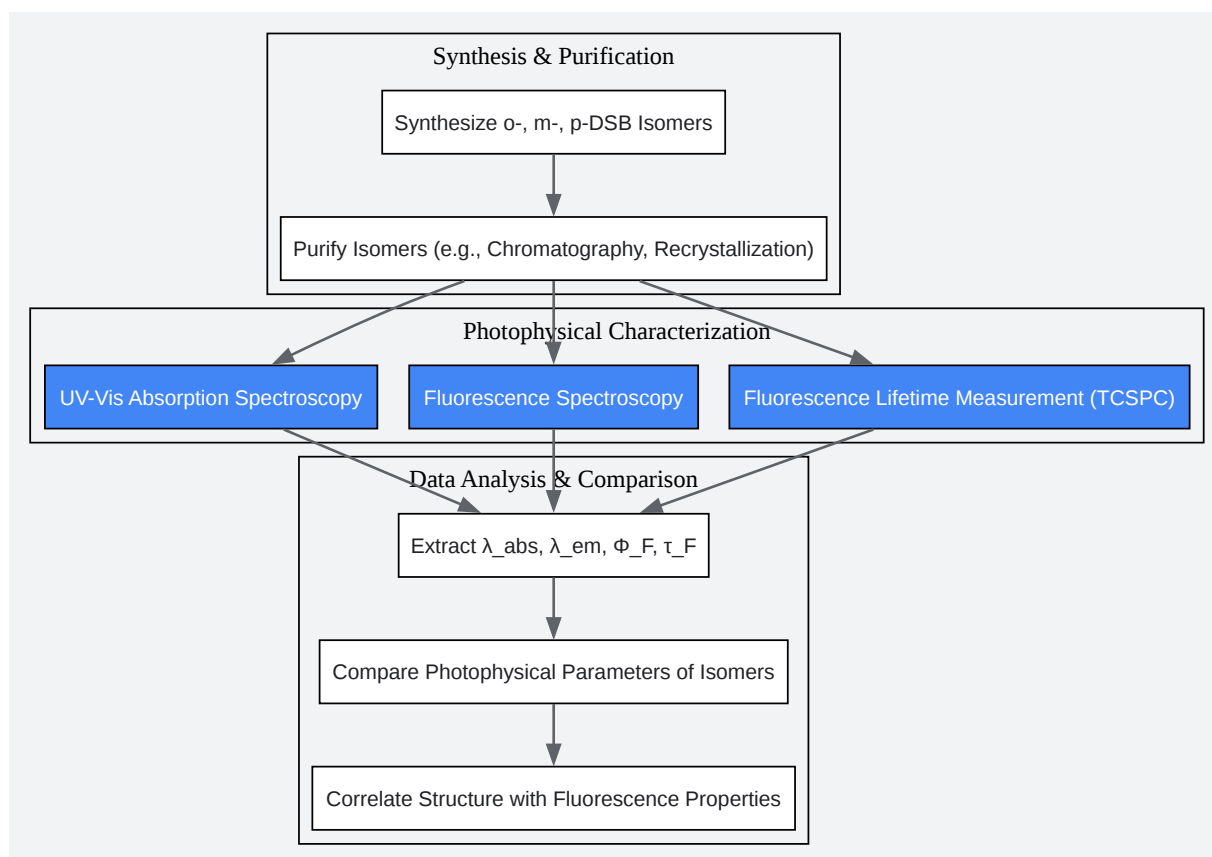 Synthesis & Purification
Synthesize o-, m-, p-DSB Isomers
Purify Isomers (e.g., Chromatography, Recrystallization)
Photophysical Characterization
UV-Vis Absorption Spectroscopy
Fluorescence Spectroscopy
Fluorescence Lifetime Measurement (TCSPC)
Data Analysis & Comparison
Extract λ_abs, λ_em, Φ_F, τ_F
Compare Photophysical Parameters of Isomers
Correlate Structure with Fluorescence Properties